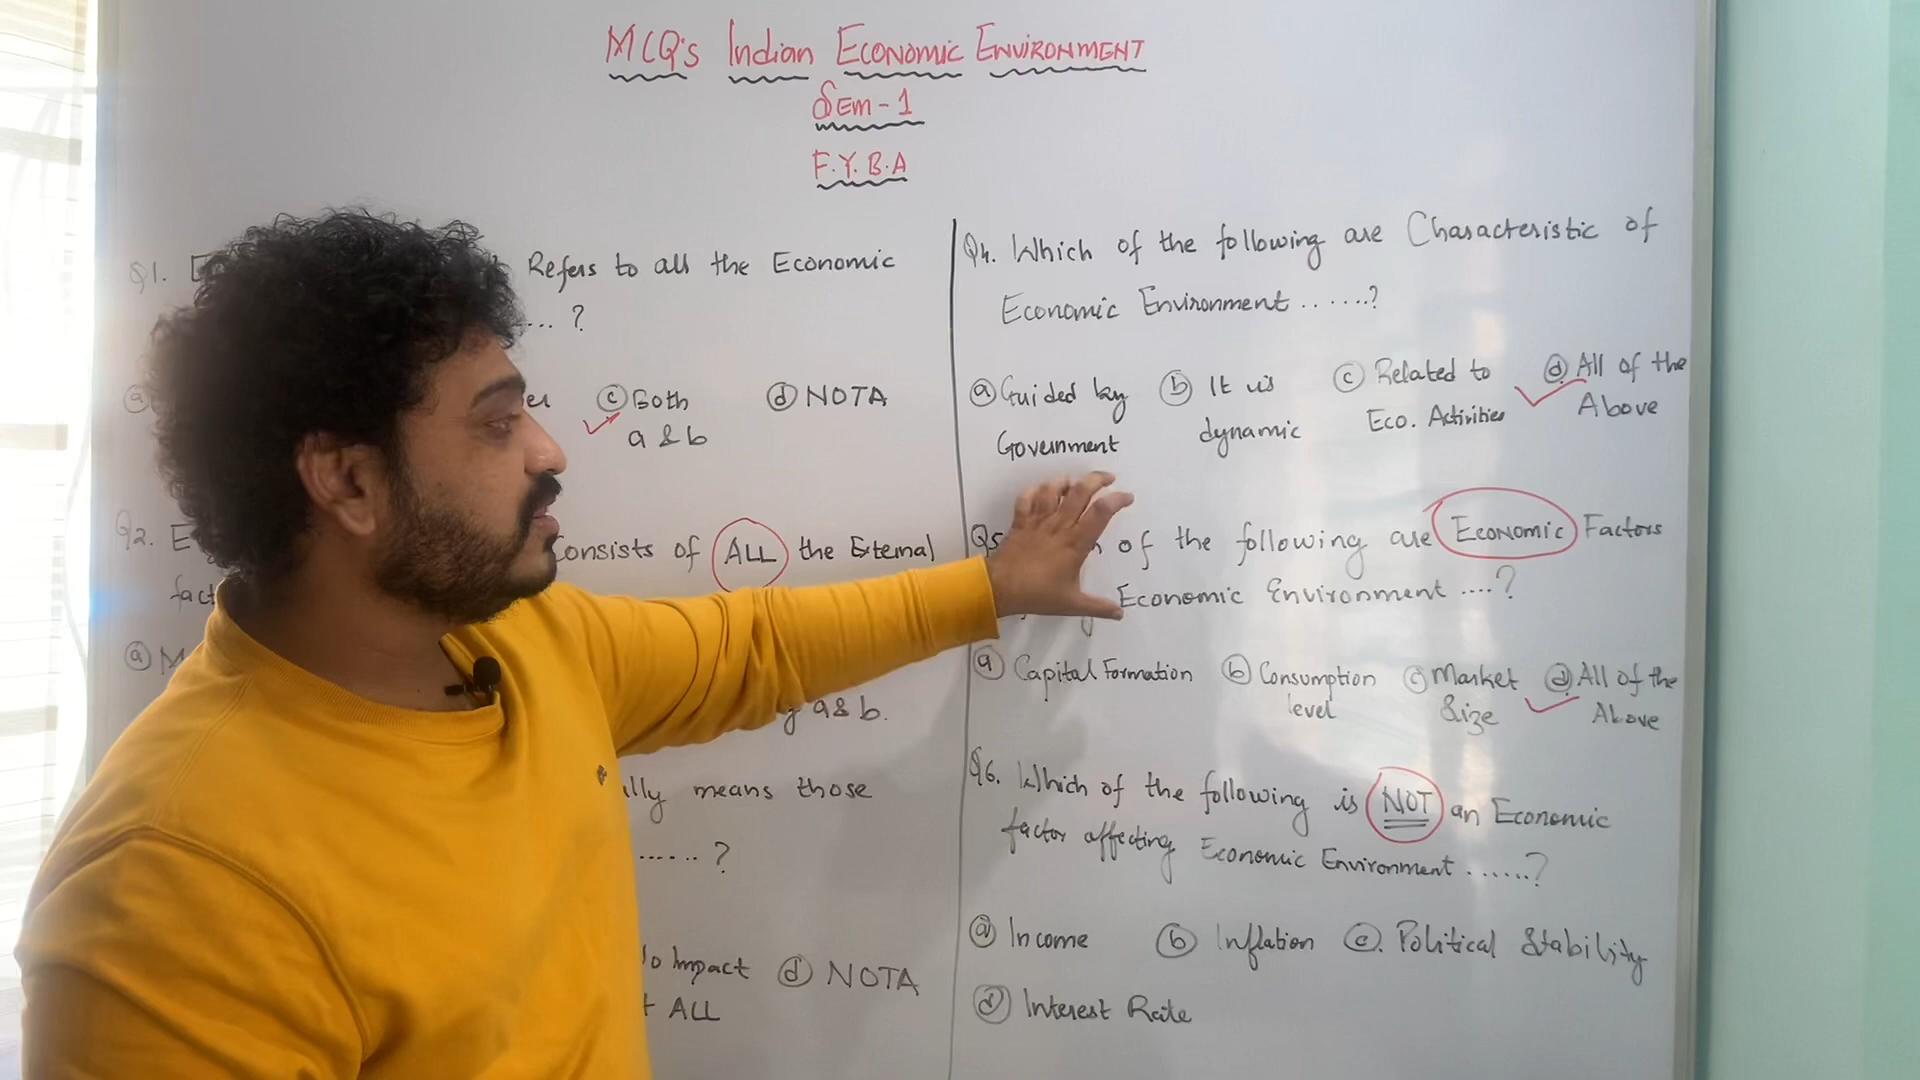 MCQ's Indian Economic Environment
Sem - 1
F.Y.B.A
Q1. Refers to all the Economic
.... ?
ⓐ ⓒ Both ⓓ NOTA
a & b
Q2. Consists of ALL the External
ⓐ
a & b.
means those
...... ?
Impact ⓓ NOTA
ALL
Q4. Which of the following are Characteristic of
Economic Environment ......?
ⓐ Guided by ⓑ It is ⓒ Related to ⓓ All of the
Government dynamic Eco. Activities Above
Q5 of the following are Economic Factors
Economic Environment ....?
ⓐ Capital Formation ⓑ Consumption ⓒ Market ⓓ All of the
level Size Above
Q6. Which of the following is NOT an Economic
factor affecting Economic Environment ......?
ⓐ Income ⓑ Inflation ⓒ. Political Stability
ⓓ Interest Rate